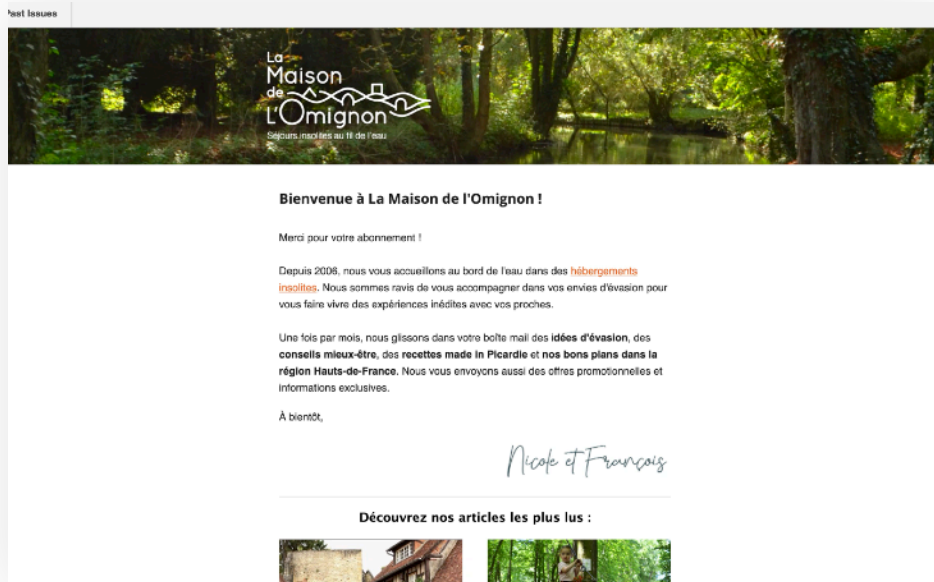 Past Issues
La
Maison
de
L'Omignon
Séjours insolites au fil de l'eau
Bienvenue à La Maison de l'Omignon !
Merci pour votre abonnement !
Depuis 2006, nous vous accueillons au bord de l'eau dans des hébergements
insolites. Nous sommes ravis de vous accompagner dans vos envies d'évasion pour
vous faire vivre des expériences inédites avec vos proches.
Une fois par mois, nous glissons dans votre boîte mail des idées d'évasion, des
conseils mieux-être, des recettes made in Picardie et nos bons plans dans la
région Hauts-de-France. Nous vous envoyons aussi des offres promotionnelles et
informations exclusives.
À bientôt,
Nicole et François
Découvrez nos articles les plus lus :